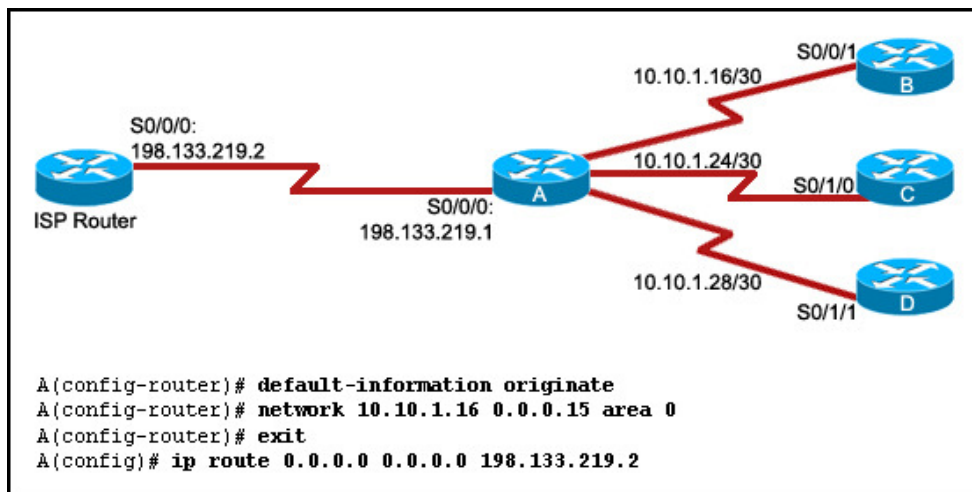 S0/0/1
10.10.1.16/30
B
S0/0/0:
198.133.219.2
10.10.1.24/30
S0/1/0
A
C
ISP Router
S0/0/0:
198.133.219.1
10.10.1.28/30
D
S0/1/1
A(config-router)# default-information originate
A(config-router)# network 10.10.1.16 0.0.0.15 area 0
A(config-router)# exit
A(config)# ip route 0.0.0.0 0.0.0.0 198.133.219.2